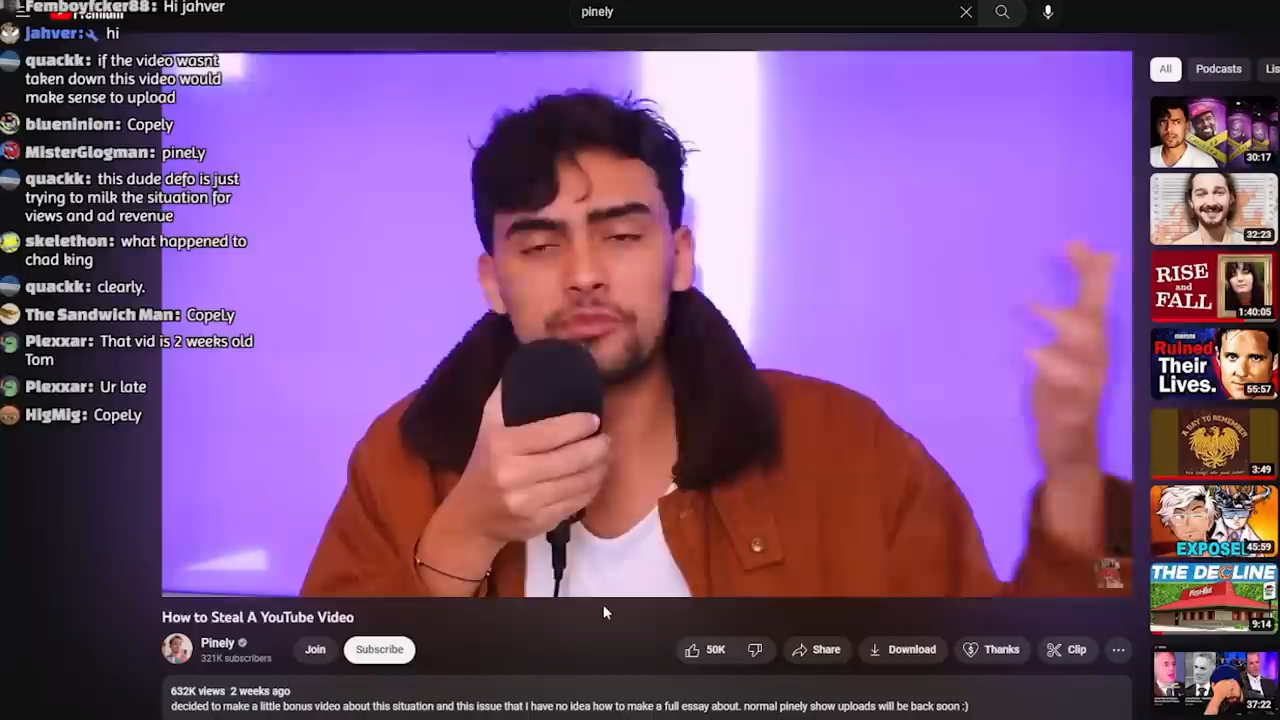 Femboyfcker88: Hi jahver
Premium
pinely
Jahver: hi
quackk: if the video wasnt
taken down this video would
make sense to upload
blueninion: Copely
MisterGlogman: pinely
quackk: this dude defo is just
trying to milk the situation for
views and ad revenue
skelethon: what happened to
chad king
quackk: clearly.
The Sandwich Man: Copely
Plexxar: That vid is 2 weeks old
Tom
Plexxar: Ur late
HigMig: Copely
All
Podcasts
Lis
30:17
32:23
RISE
and
FALL
1:40:05
Ruined
Their
Lives.
55:57
A DAY TO REMEMBER
3:49
EXPOSE
45:59
THE DECLINE
9:14
37:22
How to Steal A YouTube Video
Pinely
321K subscribers
Join
Subscribe
50K
Share
Download
Thanks
Clip
632K views 2 weeks ago
decided to make a little bonus video about this situation and this issue that I have no idea how to make a full essay about. normal pinely show uploads will be back soon :)